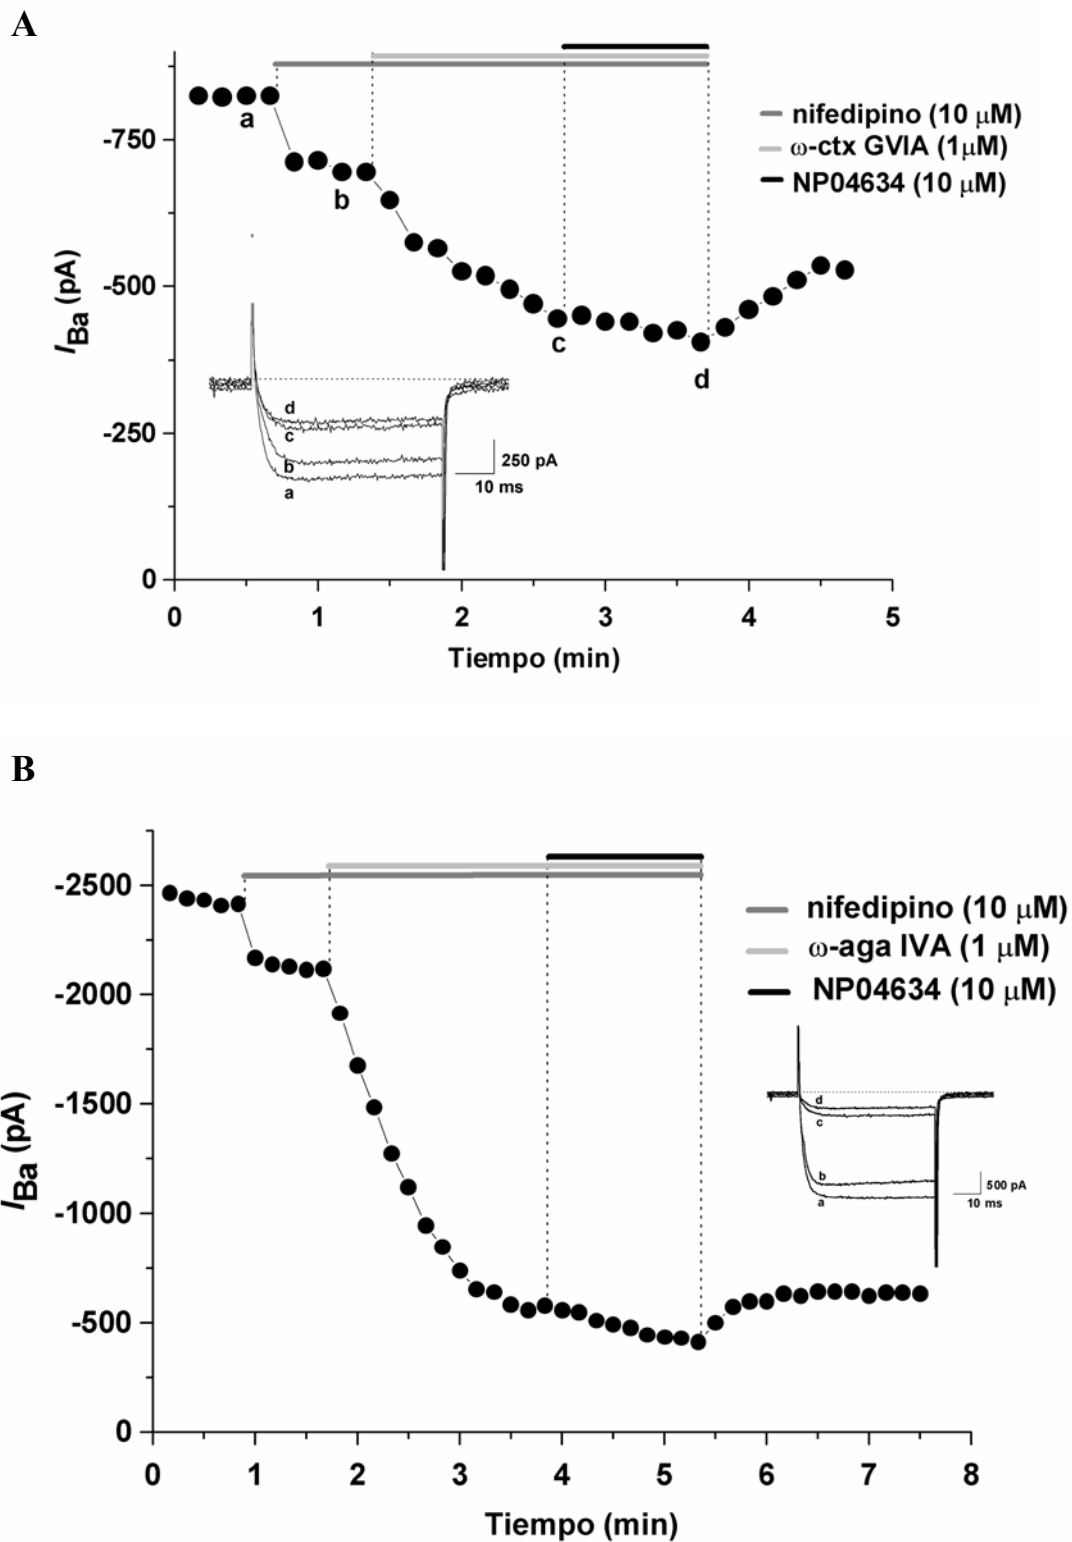 A
nifedipino (10 μM)
ω-ctx GVIA (1μM)
NP04634 (10 μM)
-750
-500
-250
0
I Ba (pA)
a
b
c
d
d
c
b
a
250 pA
10 ms
0 1 2 3 4 5
Tiempo (min)
B
nifedipino (10 μM)
ω-aga IVA (1 μM)
NP04634 (10 μM)
-2500
-2000
-1500
-1000
-500
0
I Ba (pA)
d
c
b
a
500 pA
10 ms
0 1 2 3 4 5 6 7 8
Tiempo (min)